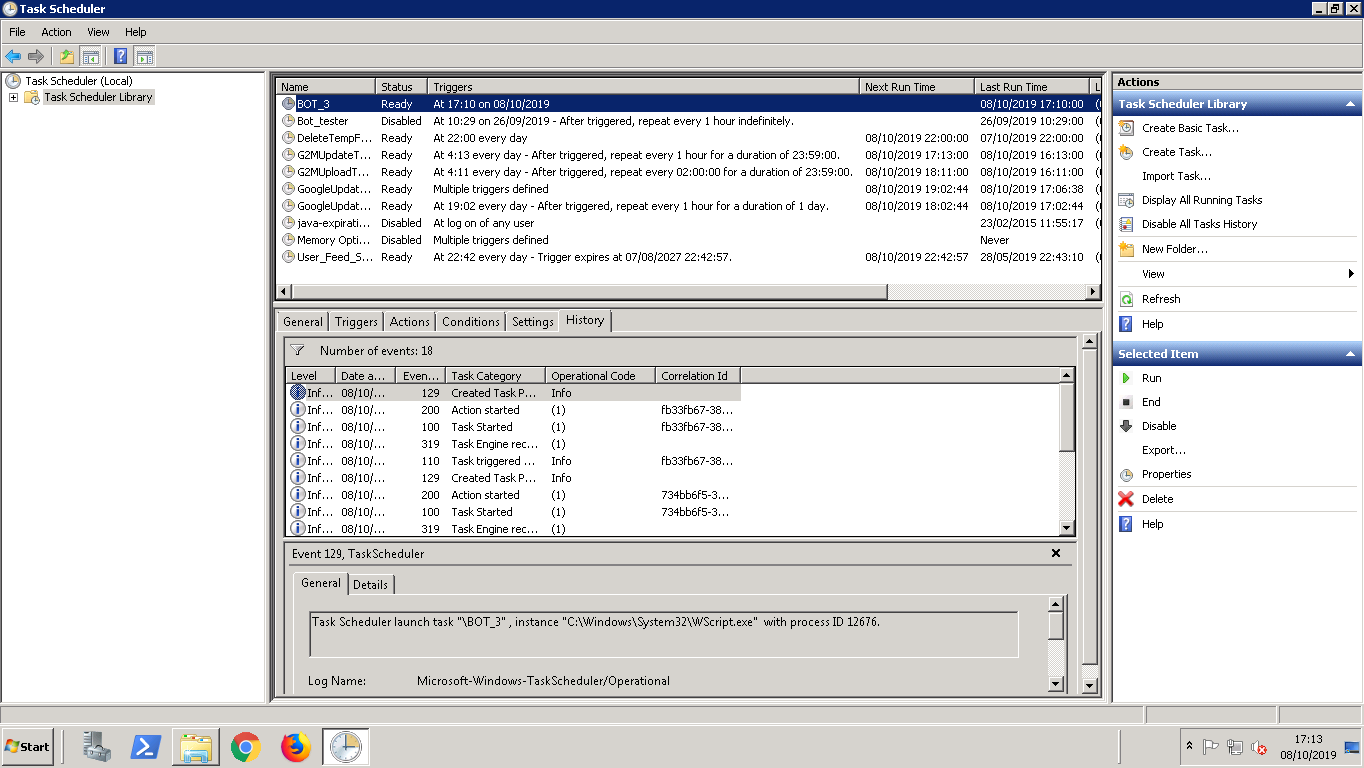 Task Scheduler
File Action View Help
Task Scheduler (Local)
Task Scheduler Library
Name Status Triggers Next Run Time Last Run Time L
BOT_3 Ready At 17:10 on 08/10/2019 08/10/2019 17:10:00 (
Bot_tester Disabled At 10:29 on 26/09/2019 - After triggered, repeat every 1 hour indefinitely. 26/09/2019 10:29:00 (
DeleteTempF... Ready At 22:00 every day 08/10/2019 22:00:00 07/10/2019 22:00:00 (
G2MUpdateT... Ready At 4:13 every day - After triggered, repeat every 1 hour for a duration of 23:59:00. 08/10/2019 17:13:00 08/10/2019 16:13:00 (
G2MUploadT... Ready At 4:11 every day - After triggered, repeat every 02:00:00 for a duration of 23:59:00. 08/10/2019 18:11:00 08/10/2019 16:11:00 (
GoogleUpdat... Ready Multiple triggers defined 08/10/2019 19:02:44 08/10/2019 17:06:38 (
GoogleUpdat... Ready At 19:02 every day - After triggered, repeat every 1 hour for a duration of 1 day. 08/10/2019 18:02:44 08/10/2019 17:02:44 (
java-expirati... Disabled At log on of any user 23/02/2015 11:55:17 (
Memory Opti... Disabled Multiple triggers defined Never
User_Feed_S... Ready At 22:42 every day - Trigger expires at 07/08/2027 22:42:57. 08/10/2019 22:42:57 28/05/2019 22:43:10 (
General Triggers Actions Conditions Settings History
Number of events: 18
Level Date a... Even... Task Category Operational Code Correlation Id
Inf... 08/10/... 129 Created Task P... Info
Inf... 08/10/... 200 Action started (1) fb33fb67-38...
Inf... 08/10/... 100 Task Started (1) fb33fb67-38...
Inf... 08/10/... 319 Task Engine rec... (1)
Inf... 08/10/... 110 Task triggered ... Info fb33fb67-38...
Inf... 08/10/... 129 Created Task P... Info
Inf... 08/10/... 200 Action started (1) 734bb6f5-3...
Inf... 08/10/... 100 Task Started (1) 734bb6f5-3...
Inf... 08/10/... 319 Task Engine rec... (1)
Event 129, TaskScheduler
General Details
Task Scheduler launch task "\BOT_3" , instance "C:\Windows\System32\WScript.exe" with process ID 12676.
Log Name: Microsoft-Windows-TaskScheduler/Operational
Actions
Task Scheduler Library
Create Basic Task...
Create Task...
Import Task...
Display All Running Tasks
Disable All Tasks History
New Folder...
View
Refresh
Help
Selected Item
Run
End
Disable
Export...
Properties
Delete
Help
Start
17:13
08/10/2019